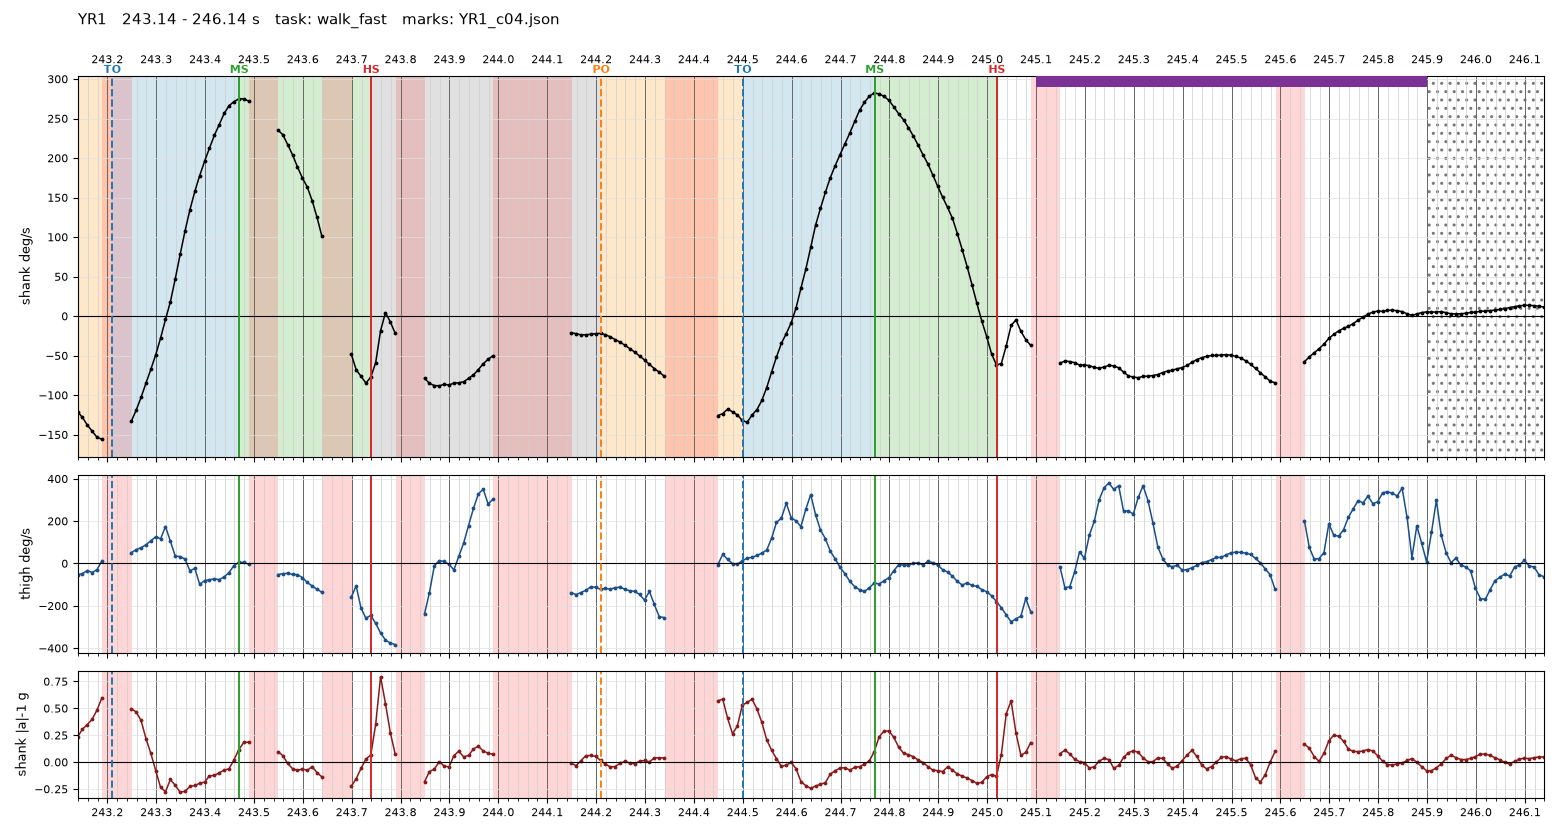 YR1   243.14 - 246.14 s   task: walk_fast   marks: YR1_c04.json
243.2 243.3 243.4 243.5 243.6 243.7 243.8 243.9 244.0 244.1 244.2 244.3 244.4 244.5 244.6 244.7 244.8 244.9 245.0 245.1 245.2 245.3 245.4 245.5 245.6 245.7 245.8 245.9 246.0 246.1
TO MS HS PO TO MS HS
300
250
200
150
100
50
0
−50
−100
−150
shank deg/s
400
200
0
−200
−400
thigh deg/s
0.75
0.50
0.25
0.00
−0.25
shank |a|-1 g
243.2 243.3 243.4 243.5 243.6 243.7 243.8 243.9 244.0 244.1 244.2 244.3 244.4 244.5 244.6 244.7 244.8 244.9 245.0 245.1 245.2 245.3 245.4 245.5 245.6 245.7 245.8 245.9 246.0 246.1